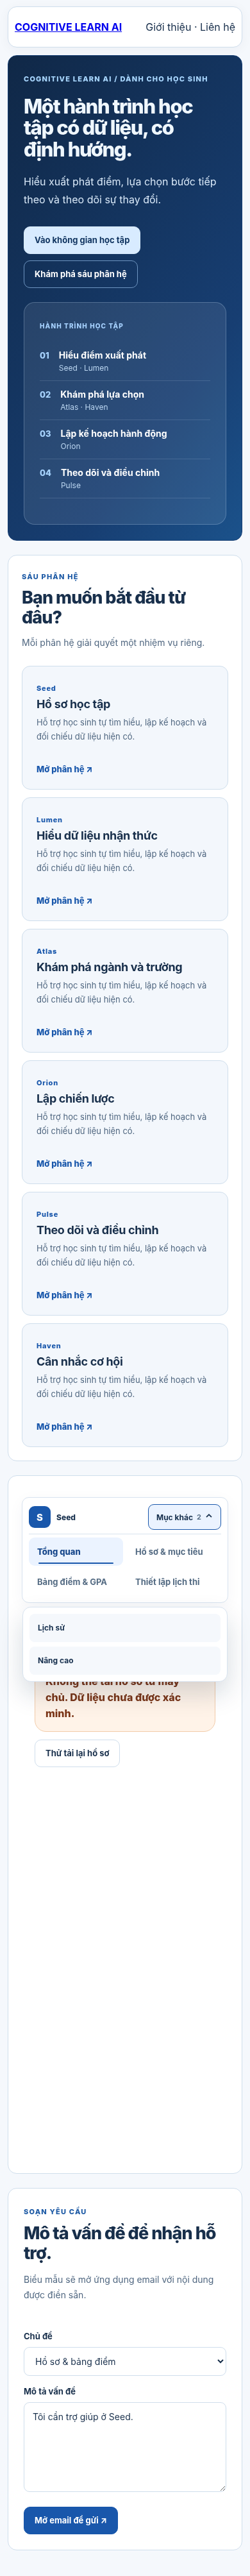 COGNITIVE LEARN AI
Giới thiệu · Liên hệ
COGNITIVE LEARN AI / DÀNH CHO HỌC SINH
Một hành trình học
tập có dữ liệu, có
định hướng.
Hiểu xuất phát điểm, lựa chọn bước tiếp
theo và theo dõi sự thay đổi.
Vào không gian học tập
Khám phá sáu phân hệ
HÀNH TRÌNH HỌC TẬP
01 Hiểu điểm xuất phát
Seed · Lumen
02 Khám phá lựa chọn
Atlas · Haven
03 Lập kế hoạch hành động
Orion
04 Theo dõi và điều chỉnh
Pulse
SÁU PHÂN HỆ
Bạn muốn bắt đầu từ
đâu?
Mỗi phân hệ giải quyết một nhiệm vụ riêng.
Seed
Hồ sơ học tập
Hỗ trợ học sinh tự tìm hiểu, lập kế hoạch và
đối chiếu dữ liệu hiện có.
Mở phân hệ ↗
Lumen
Hiểu dữ liệu nhận thức
Hỗ trợ học sinh tự tìm hiểu, lập kế hoạch và
đối chiếu dữ liệu hiện có.
Mở phân hệ ↗
Atlas
Khám phá ngành và trường
Hỗ trợ học sinh tự tìm hiểu, lập kế hoạch và
đối chiếu dữ liệu hiện có.
Mở phân hệ ↗
Orion
Lập chiến lược
Hỗ trợ học sinh tự tìm hiểu, lập kế hoạch và
đối chiếu dữ liệu hiện có.
Mở phân hệ ↗
Pulse
Theo dõi và điều chỉnh
Hỗ trợ học sinh tự tìm hiểu, lập kế hoạch và
đối chiếu dữ liệu hiện có.
Mở phân hệ ↗
Haven
Cân nhắc cơ hội
Hỗ trợ học sinh tự tìm hiểu, lập kế hoạch và
đối chiếu dữ liệu hiện có.
Mở phân hệ ↗
S Seed
Mục khác 2
Tổng quan
Hồ sơ & mục tiêu
Bảng điểm & GPA
Thiết lập lịch thi
Lịch sử
Nâng cao
Không thể tải hồ sơ từ máy
chủ. Dữ liệu chưa được xác
minh.
Thử tải lại hồ sơ
SOẠN YÊU CẦU
Mô tả vấn đề để nhận hỗ
trợ.
Biểu mẫu sẽ mở ứng dụng email với nội dung
được điền sẵn.
Chủ đề
Hồ sơ & bảng điểm
Mô tả vấn đề
Tôi cần trợ giúp ở Seed.
Mở email để gửi ↗